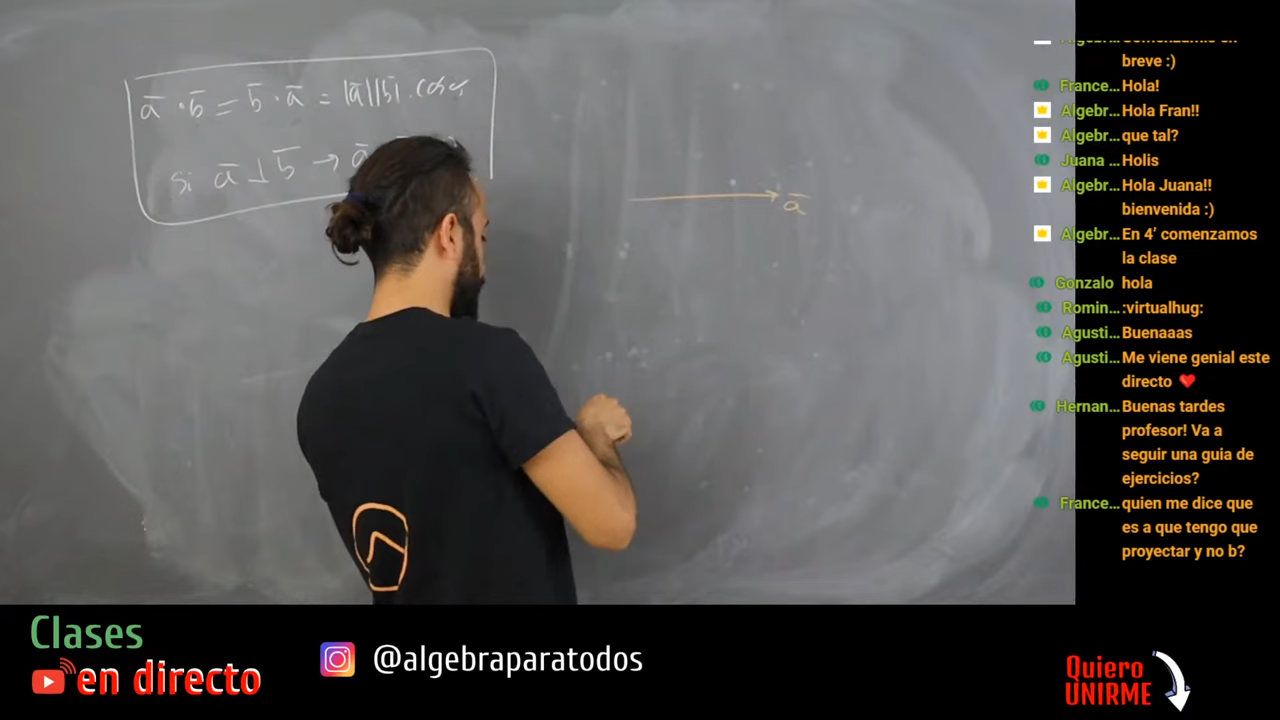 a̅ · b̅ = b̅ · a̅ = |a̅||b̅| . cos α
si a̅ ⊥ b̅ → a̅
a̅
breve :)
France... Hola!
Algebr... Hola Fran!!
Algebr... que tal?
Juana ... Holis
Algebr... Hola Juana!!
bienvenida :)
Algebr... En 4’ comenzamos
la clase
Gonzalo hola
Romin... :virtualhug:
Agusti... Buenaaas
Agusti... Me viene genial este
directo ❤
Hernan... Buenas tardes
profesor! Va a
seguir una guia de
ejercicios?
France... quien me dice que
es a que tengo que
proyectar y no b?
Clases
en directo
@algebraparatodos
Quiero
UNIRME